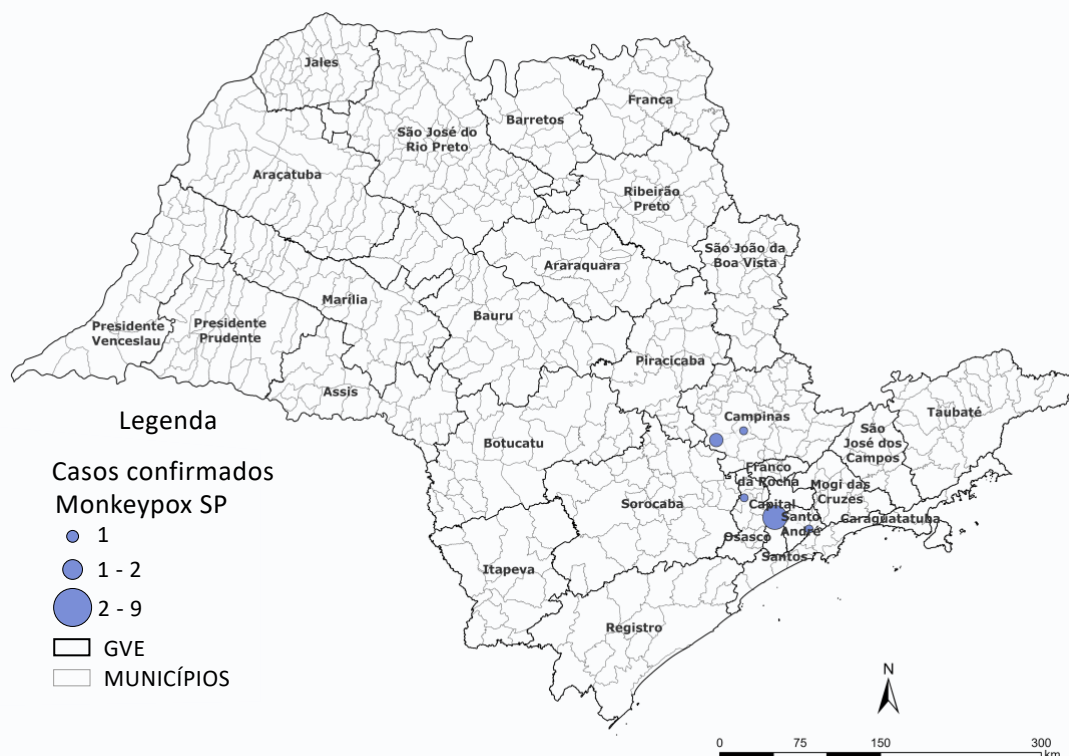 Jales
Franca
Barretos
São José do
Rio Preto
Araçatuba
Ribeirão
Preto
São João da
Boa Vista
Araraquara
Marília
Bauru
Presidente
Venceslau
Presidente
Prudente
Piracicaba
Assis
Campinas
Taubaté
São
José dos
Campos
Botucatu
Franco
da Rocha
Mogi das
Cruzes
Sorocaba
Capital
Santo
André
Caraguatatuba
Osasco
Santos
Itapeva
Registro
Legenda
Casos confirmados
Monkeypox SP
1
1 - 2
2 - 9
GVE
MUNICÍPIOS
N
0 75 150 300
km